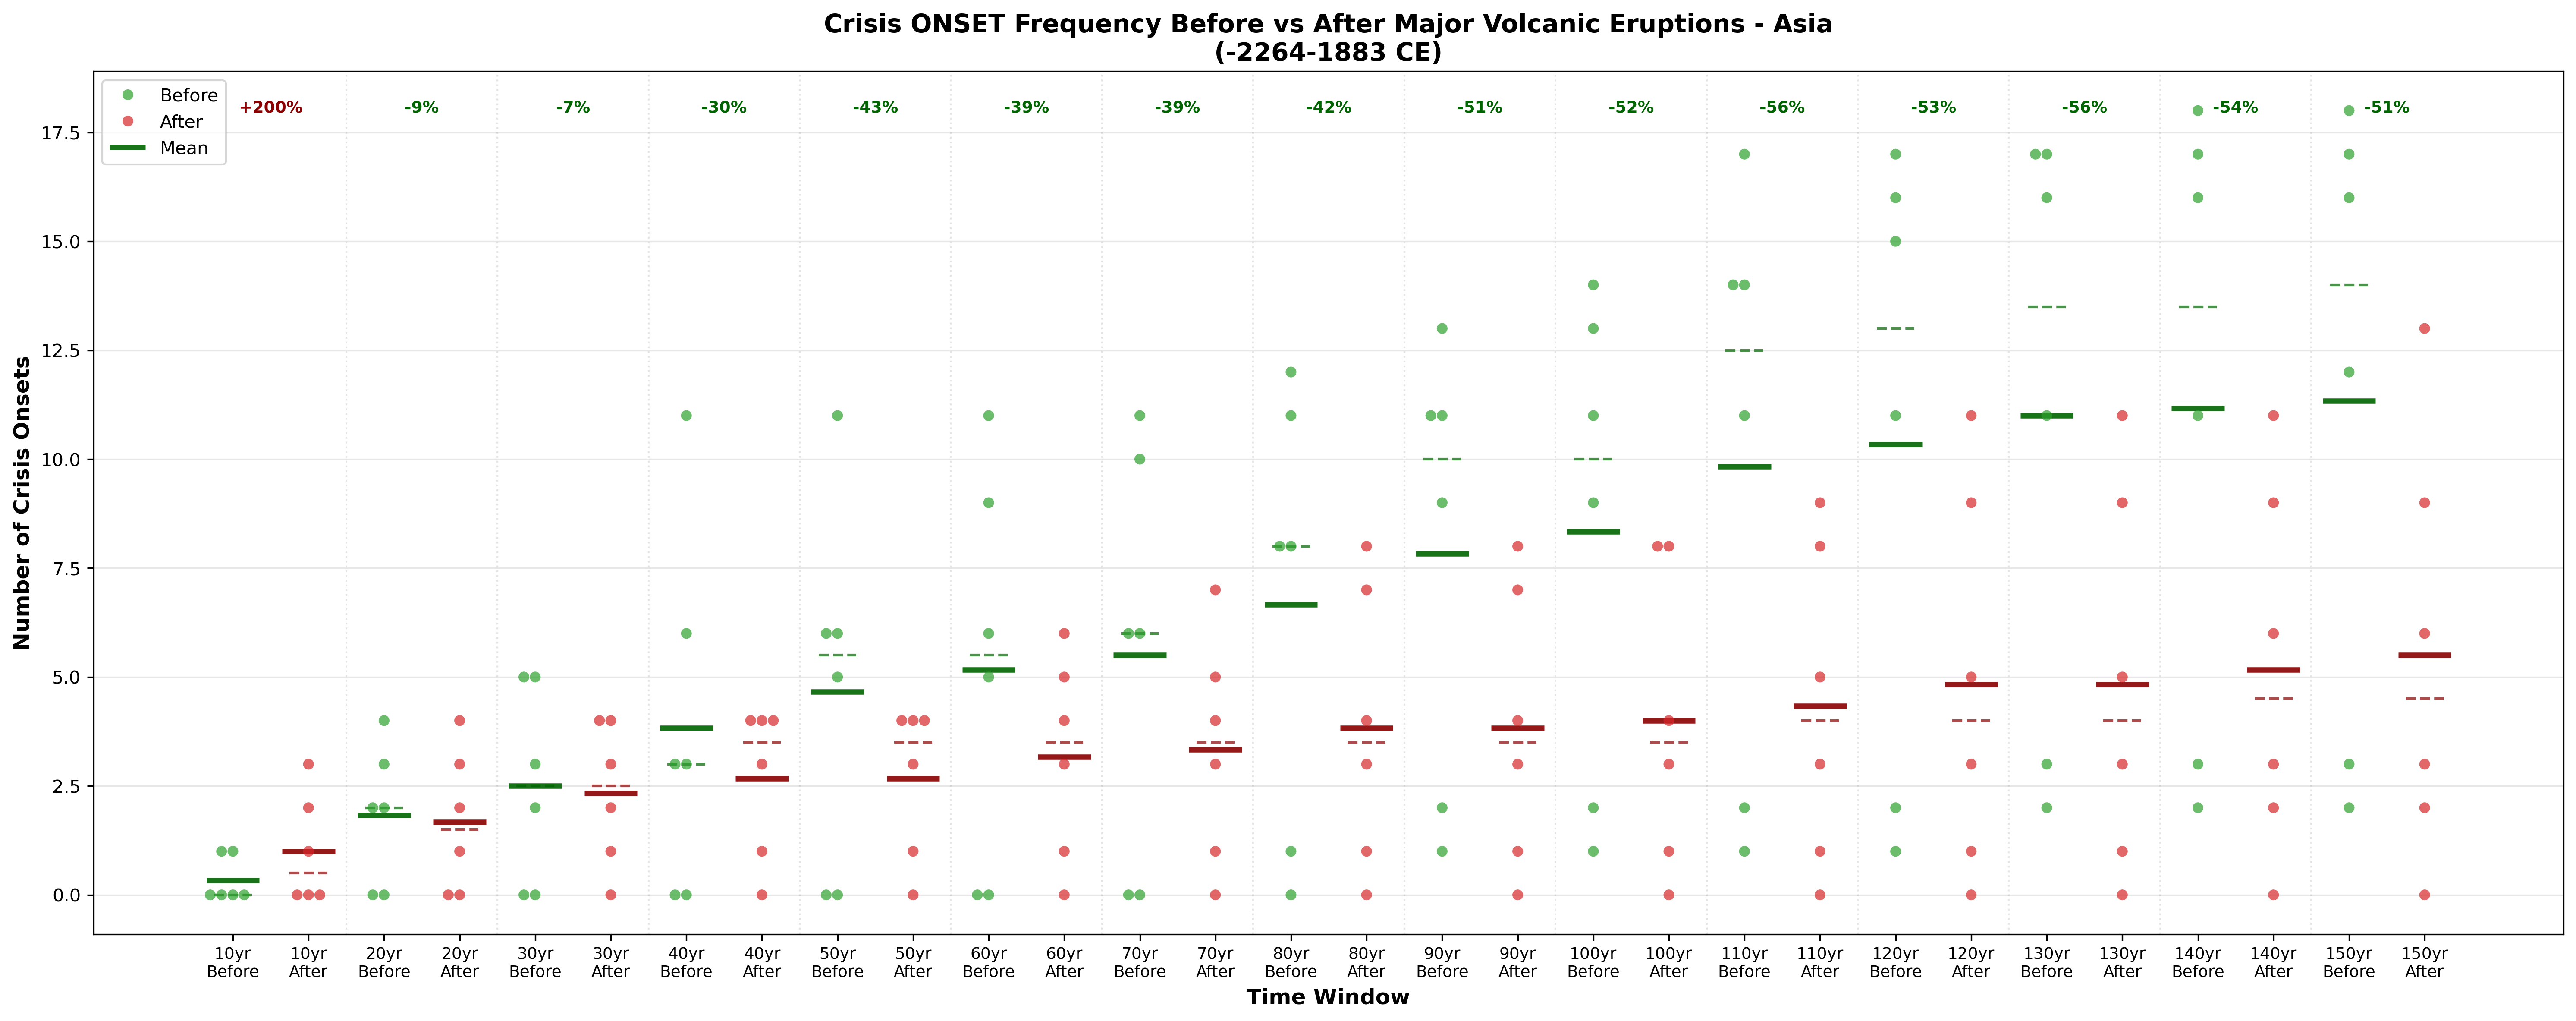 Crisis ONSET Frequency Before vs After Major Volcanic Eruptions - Asia
(-2264-1883 CE)
Before
After
Mean
+200%
-9%
-7%
-30%
-43%
-39%
-39%
-42%
-51%
-52%
-56%
-53%
-56%
-54%
-51%
Number of Crisis Onsets
17.5
15.0
12.5
10.0
7.5
5.0
2.5
0.0
10yr
Before
10yr
After
20yr
Before
20yr
After
30yr
Before
30yr
After
40yr
Before
40yr
After
50yr
Before
50yr
After
60yr
Before
60yr
After
70yr
Before
70yr
After
80yr
Before
80yr
After
90yr
Before
90yr
After
100yr
Before
100yr
After
110yr
Before
110yr
After
120yr
Before
120yr
After
130yr
Before
130yr
After
140yr
Before
140yr
After
150yr
Before
150yr
After
Time Window